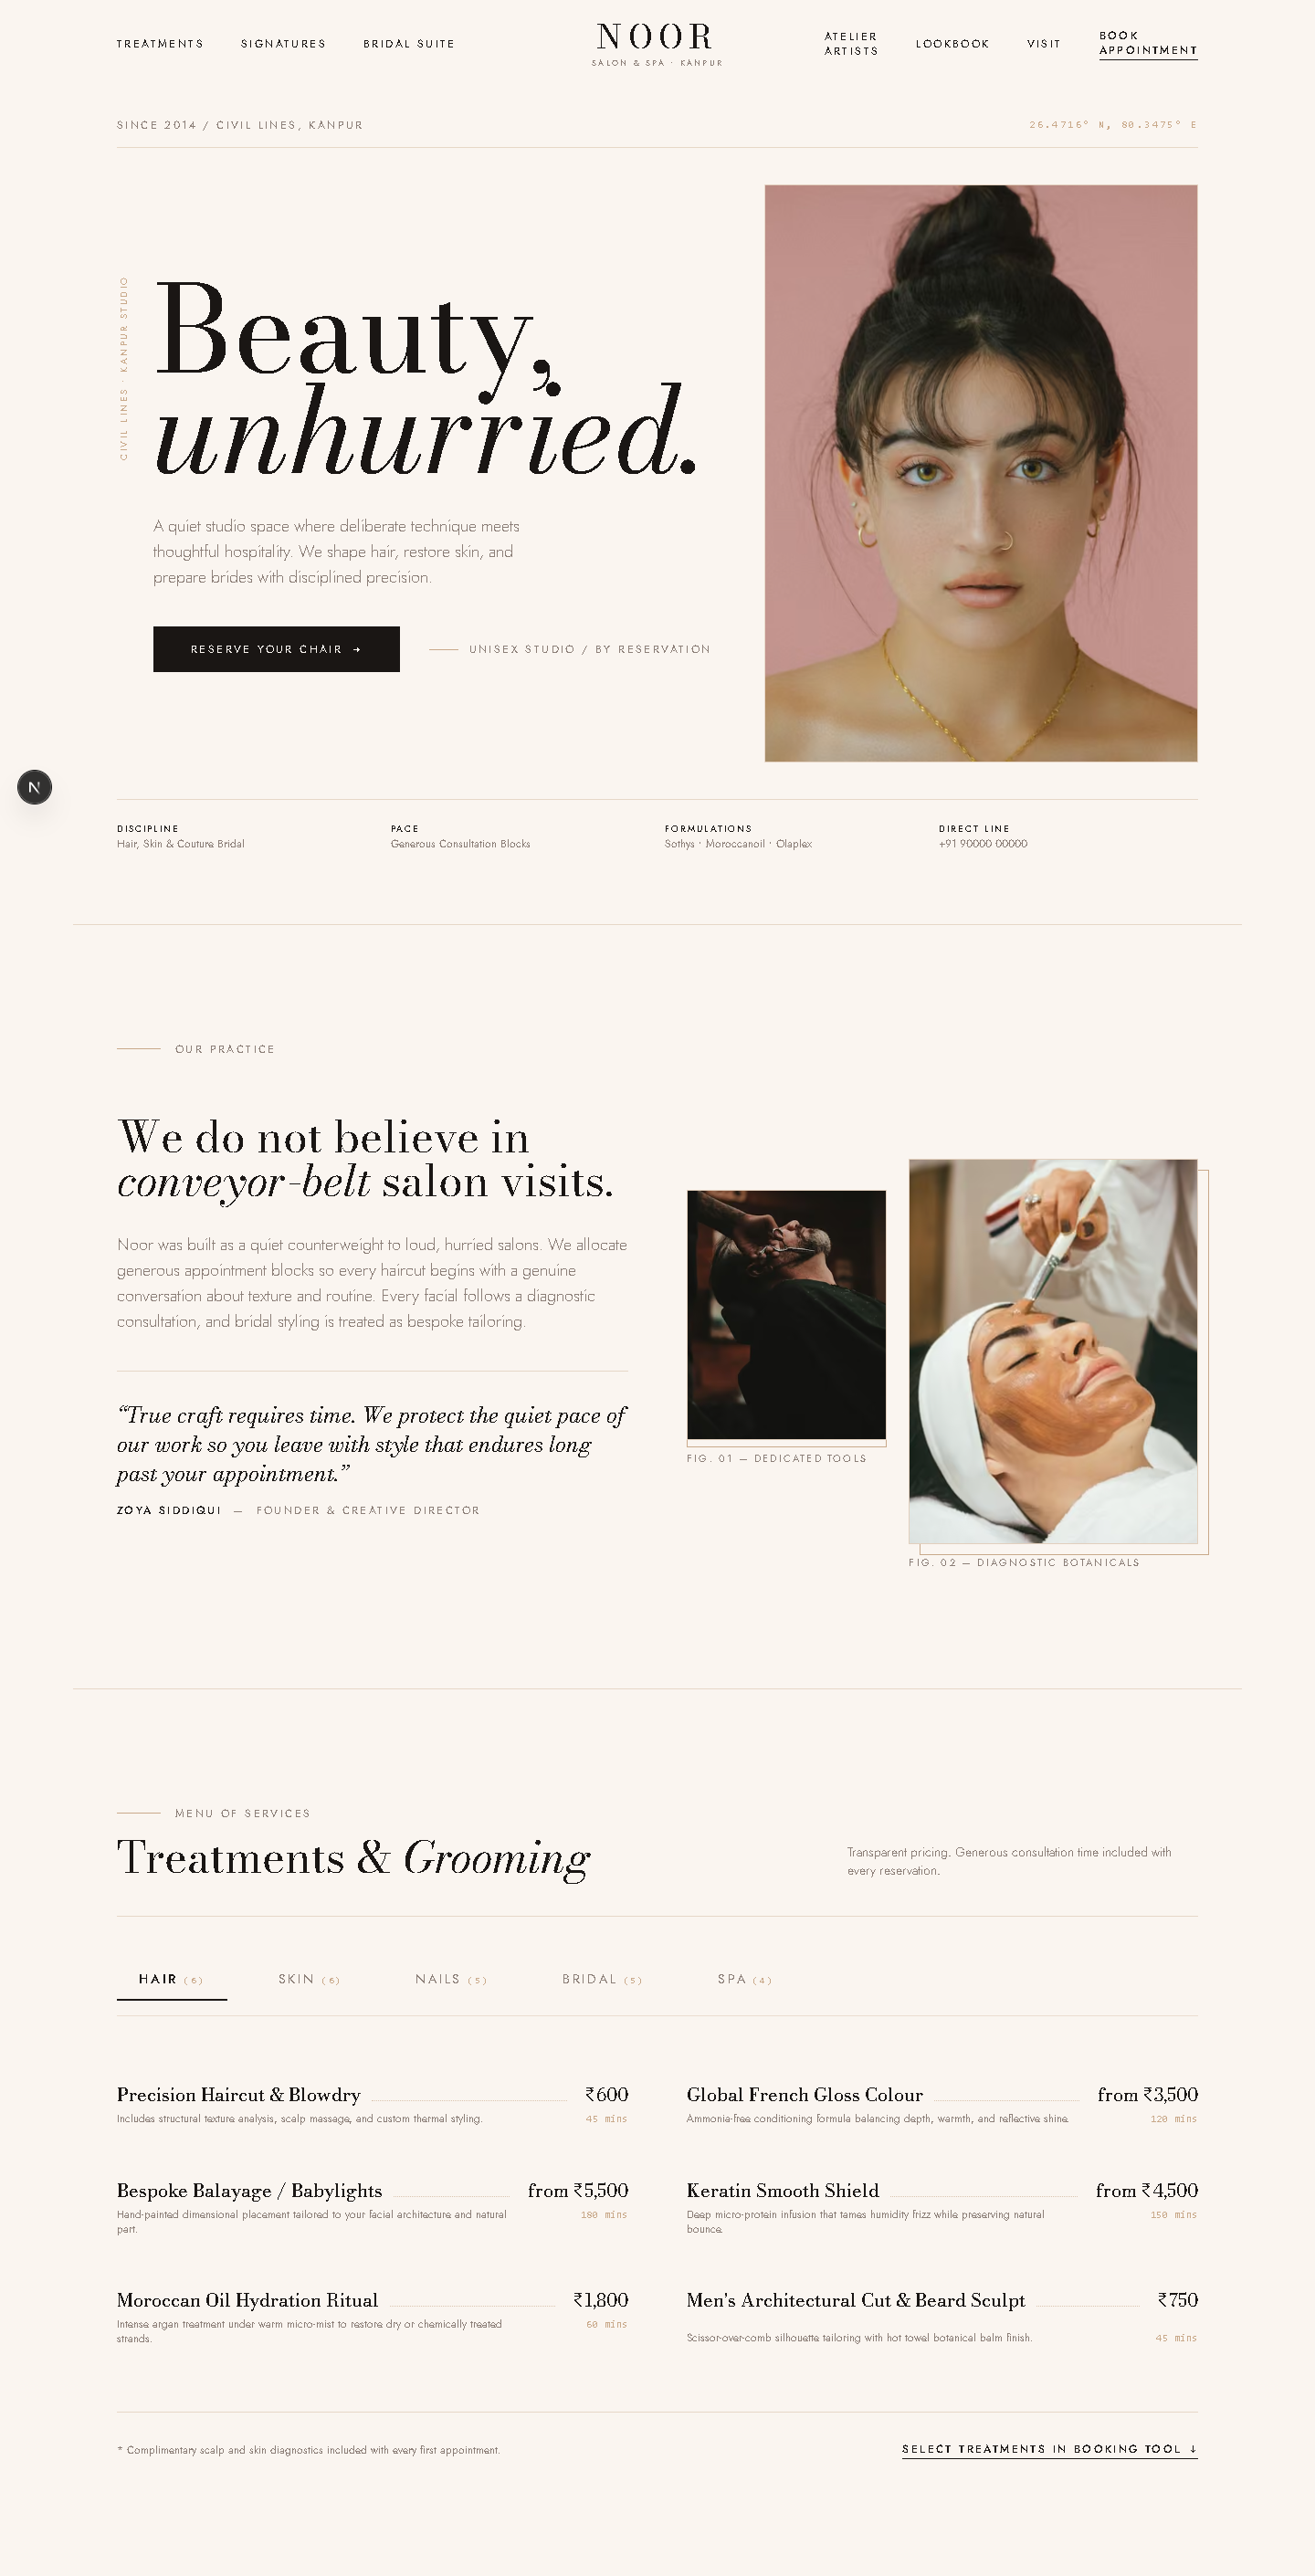 TREATMENTS SIGNATURES BRIDAL SUITE
NOOR
SALON & SPA · KANPUR
ATELIER
ARTISTS
LOOKBOOK VISIT
BOOK
APPOINTMENT
SINCE 2014 / CIVIL LINES, KANPUR
26.4716° N, 80.3475° E
CIVIL LINES · KANPUR STUDIO
Beauty,
unhurried.
A quiet studio space where deliberate technique meets
thoughtful hospitality. We shape hair, restore skin, and
prepare brides with disciplined precision.
RESERVE YOUR CHAIR →
UNISEX STUDIO / BY RESERVATION
N
DISCIPLINE
Hair, Skin & Couture Bridal
PACE
Generous Consultation Blocks
FORMULATIONS
Sothys · Moroccanoil · Olaplex
DIRECT LINE
+91 90000 00000
OUR PRACTICE
We do not believe in
conveyor-belt salon visits.
Noor was built as a quiet counterweight to loud, hurried salons. We allocate
generous appointment blocks so every haircut begins with a genuine
conversation about texture and routine. Every facial follows a diagnostic
consultation, and bridal styling is treated as bespoke tailoring.
“True craft requires time. We protect the quiet pace of
our work so you leave with style that endures long
past your appointment.”
ZOYA SIDDIQUI — FOUNDER & CREATIVE DIRECTOR
FIG. 01 — DEDICATED TOOLS
FIG. 02 — DIAGNOSTIC BOTANICALS
MENU OF SERVICES
Treatments & Grooming
Transparent pricing. Generous consultation time included with
every reservation.
HAIR (6) SKIN (6) NAILS (5) BRIDAL (5) SPA (4)
Precision Haircut & Blowdry ₹600
Includes structural texture analysis, scalp massage, and custom thermal styling. 45 mins
Global French Gloss Colour from ₹3,500
Ammonia-free conditioning formula balancing depth, warmth, and reflective shine. 120 mins
Bespoke Balayage / Babylights from ₹5,500
Hand-painted dimensional placement tailored to your facial architecture and natural 180 mins
part.
Keratin Smooth Shield from ₹4,500
Deep micro-protein infusion that tames humidity frizz while preserving natural 150 mins
bounce.
Moroccan Oil Hydration Ritual ₹1,800
Intense argan treatment under warm micro-mist to restore dry or chemically treated 60 mins
strands.
Men's Architectural Cut & Beard Sculpt ₹750
Scissor-over-comb silhouette tailoring with hot towel botanical balm finish. 45 mins
* Complimentary scalp and skin diagnostics included with every first appointment.
SELECT TREATMENTS IN BOOKING TOOL ↓